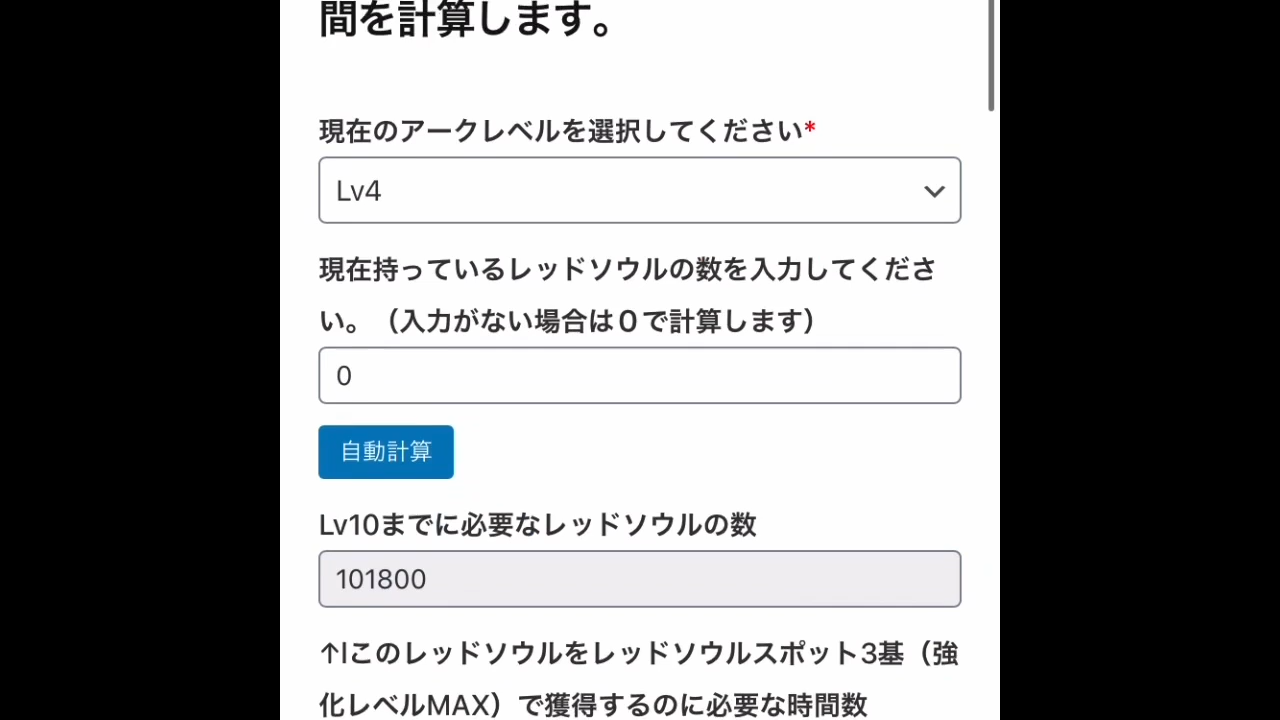 間を計算します。
現在のアークレベルを選択してください*
Lv4
現在持っているレッドソウルの数を入力してくださ
い。（入力がない場合は０で計算します）
0
自動計算
Lv10までに必要なレッドソウルの数
101800
↑lこのレッドソウルをレッドソウルスポット3基（強
化レベルMAX）で獲得するのに必要な時間数